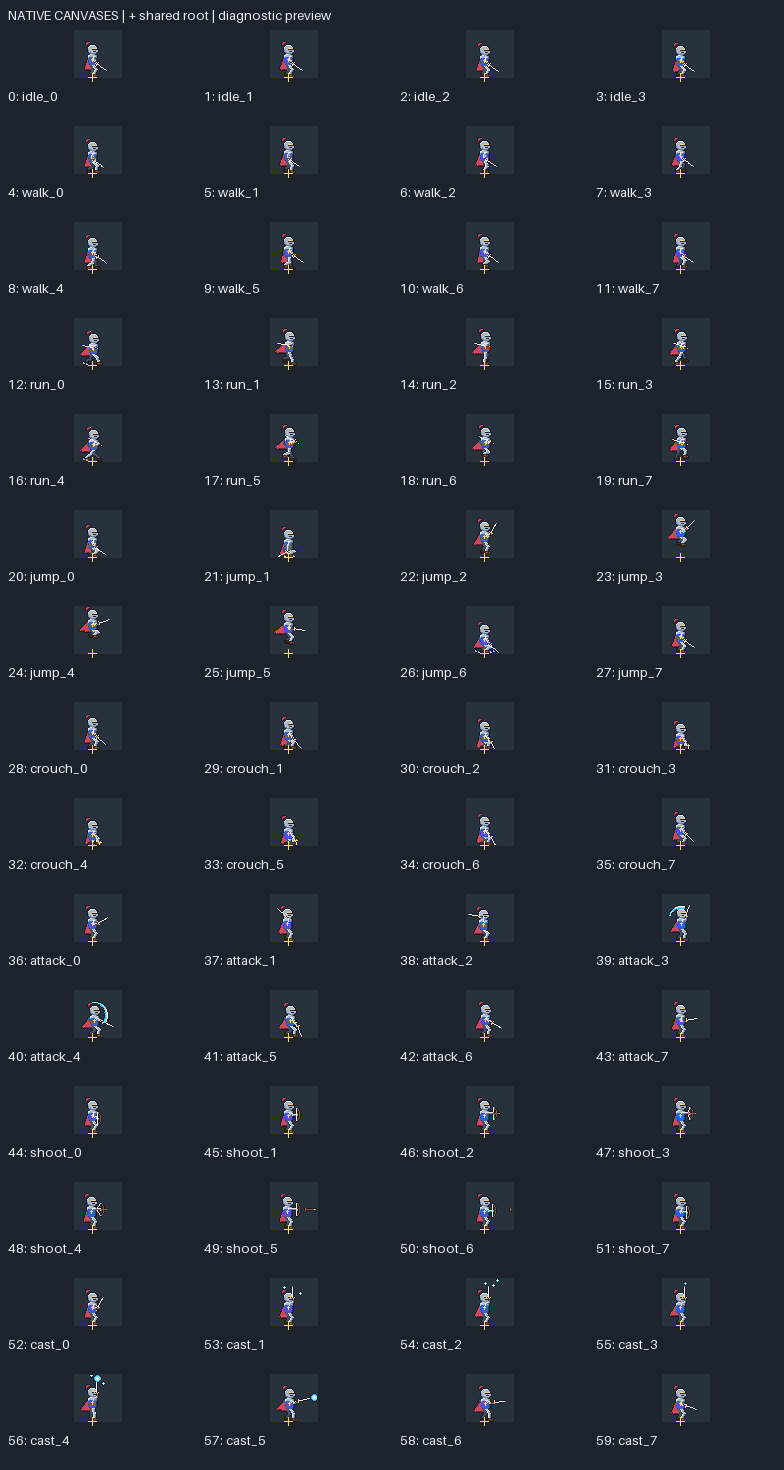 NATIVE CANVASES | + shared root | diagnostic preview
0: idle_0 1: idle_1 2: idle_2 3: idle_3
4: walk_0 5: walk_1 6: walk_2 7: walk_3
8: walk_4 9: walk_5 10: walk_6 11: walk_7
12: run_0 13: run_1 14: run_2 15: run_3
16: run_4 17: run_5 18: run_6 19: run_7
20: jump_0 21: jump_1 22: jump_2 23: jump_3
24: jump_4 25: jump_5 26: jump_6 27: jump_7
28: crouch_0 29: crouch_1 30: crouch_2 31: crouch_3
32: crouch_4 33: crouch_5 34: crouch_6 35: crouch_7
36: attack_0 37: attack_1 38: attack_2 39: attack_3
40: attack_4 41: attack_5 42: attack_6 43: attack_7
44: shoot_0 45: shoot_1 46: shoot_2 47: shoot_3
48: shoot_4 49: shoot_5 50: shoot_6 51: shoot_7
52: cast_0 53: cast_1 54: cast_2 55: cast_3
56: cast_4 57: cast_5 58: cast_6 59: cast_7